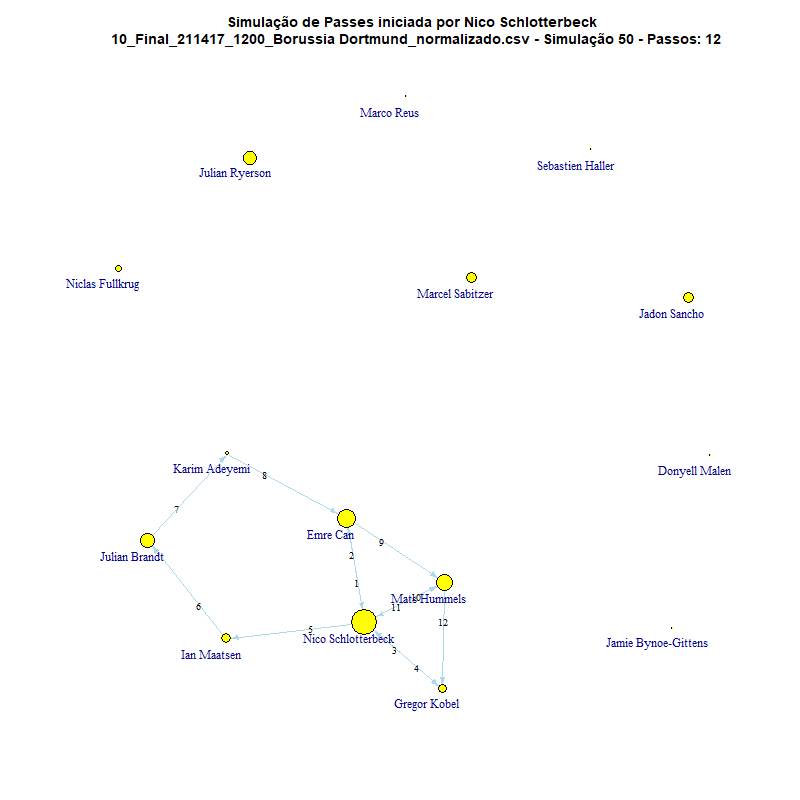 Simulação de Passes iniciada por Nico Schlotterbeck
10_Final_211417_1200_Borussia Dortmund_normalizado.csv - Simulação 50 - Passos: 12
Marco Reus
Sebastien Haller
Julian Ryerson
Niclas Fullkrug
Marcel Sabitzer
Jadon Sancho
Karim Adeyemi
8
Donyell Malen
7
Emre Can
9
2
Julian Brandt
1
10
Mats Hummels
11
6
12
5
Nico Schlotterbeck
Jamie Bynoe-Gittens
3
Ian Maatsen
4
Gregor Kobel